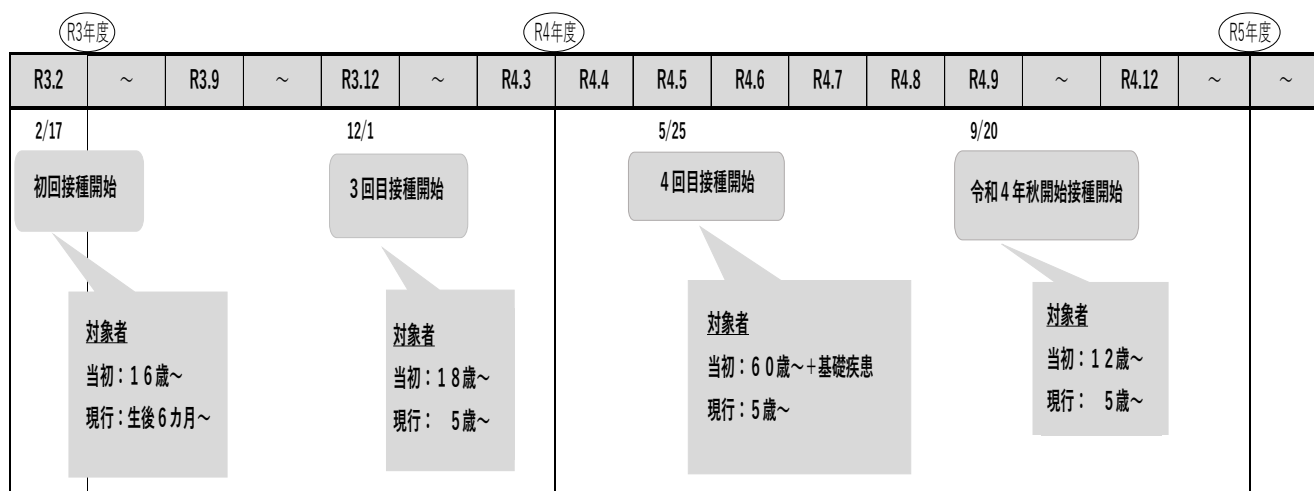 R3年度
R4年度
R5年度
R3.2 ～ R3.9 ～ R3.12 ～ R4.3 R4.4 R4.5 R4.6 R4.7 R4.8 R4.9 ～ R4.12 ～ ～
2/17
12/1
5/25
9/20
初回接種開始
３回目接種開始
４回目接種開始
令和４年秋開始接種開始
対象者
当初：１６歳～
現行：生後６カ月～
対象者
当初：１８歳～
現行：　５歳～
対象者
当初：６０歳～＋基礎疾患
現行：５歳～
対象者
当初：１２歳～
現行：　５歳～